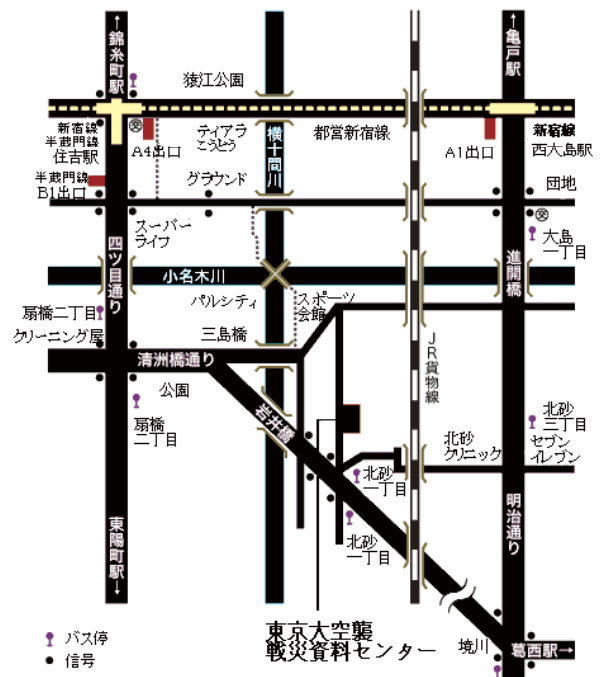 ↑錦糸町駅
↑亀戸駅
猿江公園
新宿線
半蔵門線
住吉駅
A4出口
ティアラ
こうとう
横十間川
都営新宿線
A1出口
新宿線
西大島駅
半蔵門線
B1出口
グラウンド
団地
スーパー
ライフ
大島
一丁目
四ツ目通り
進開橋
小名木川
パルシティ
スポーツ
会館
扇橋二丁目
三島橋
クリーニング屋
清洲橋通り
JR貨物線
公園
扇橋
二丁目
岩井橋
北砂
三丁目
北砂
クリニック
セブン
イレブン
北砂
一丁目
北砂
一丁目
明治通り
東陽町駅↓
東京大空襲
戦災資料センター
境川
葛西駅→
バス停
信号